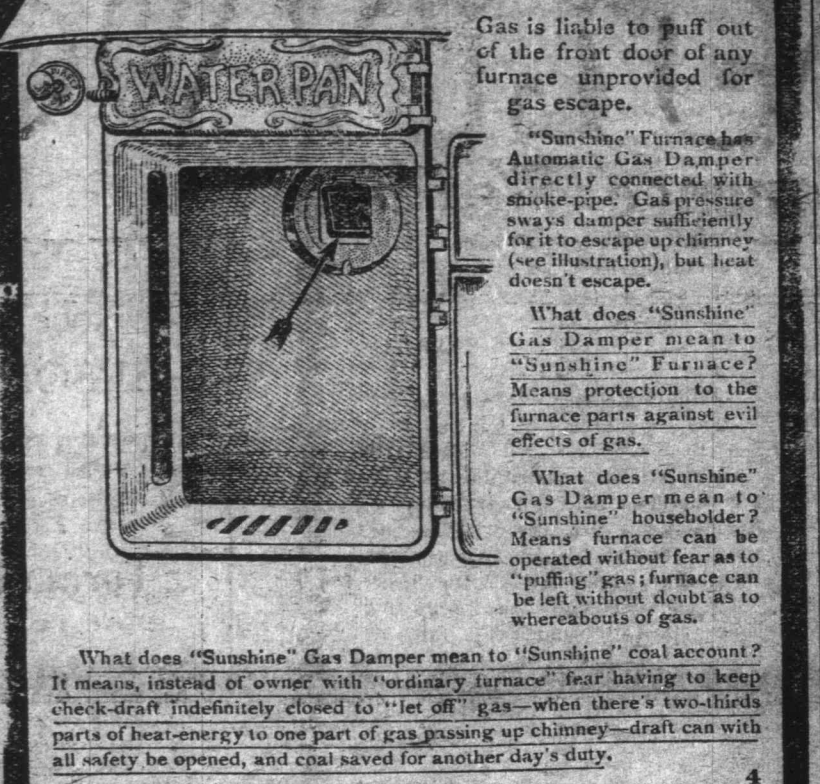 WATER PAN
Gas is liable to puff out
of the front door of any
furnace unprovided for
gas escape.
"Sunshine" Furnace has
Automatic Gas Damper
directly connected with
smoke-pipe. Gas pressure
sways damper sufficiently
for it to escape up chimney
(see illustration), but heat
doesn't escape.
What does "Sunshine"
Gas Damper mean to
"Sunshine" Furnace?
Means protection to the
furnace parts against evil
effects of gas.
What does "Sunshine"
Gas Damper mean to
"Sunshine" householder?
Means furnace can be
operated without fear as to
"puffing" gas; furnace can
be left without doubt as to
whereabouts of gas.
What does "Sunshine" Gas Damper mean to "Sunshine" coal account?
It means, instead of owner with "ordinary furnace" fear having to keep
check-draft indefinitely closed to "let off" gas—when there's two-thirds
parts of heat-energy to one part of gas passing up chimney—draft can with
all safety be opened, and coal saved for another day's duty.
4